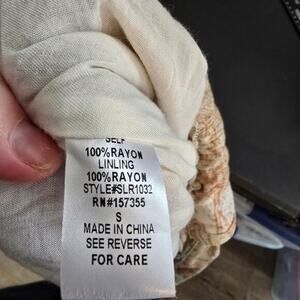 SELF
100%RAYON
LINLING
100%RAYON
STYLE#SLR1032
RN#157355
S
MADE IN CHINA
SEE REVERSE
FOR CARE